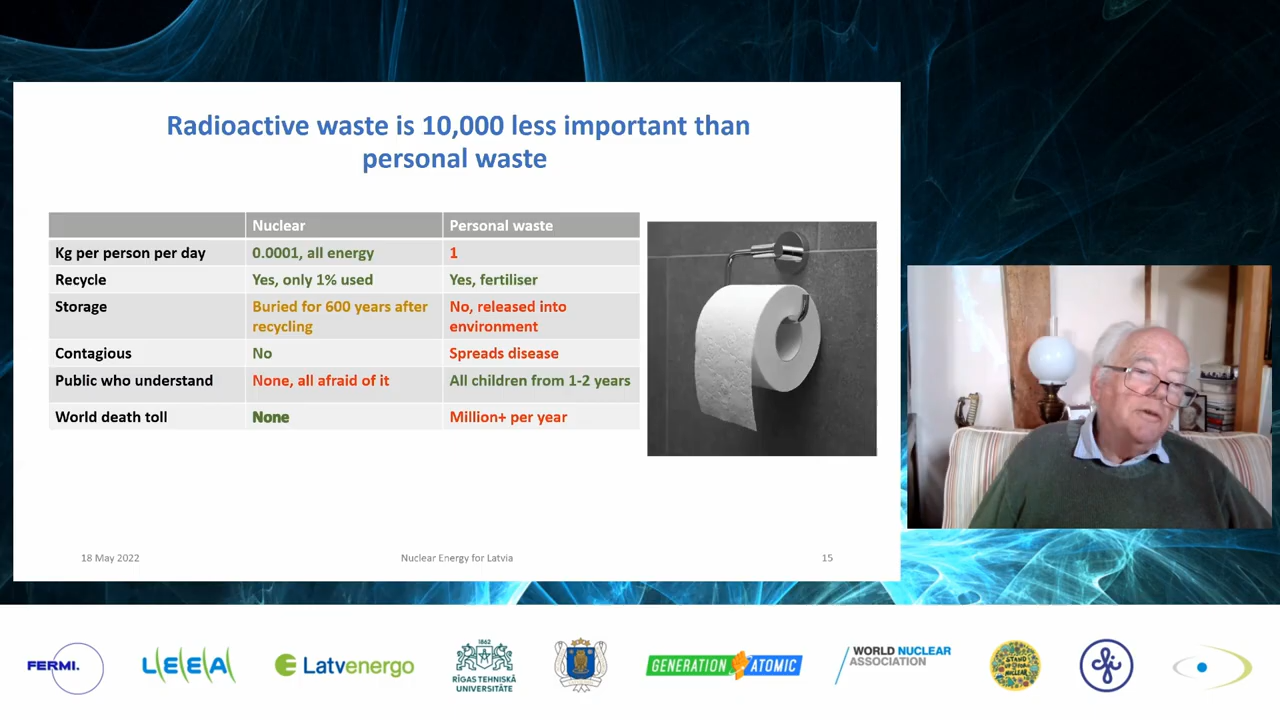 Radioactive waste is 10,000 less important than
personal waste
Nuclear
Personal waste
Kg per person per day
0.0001, all energy
1
Recycle
Yes, only 1% used
Yes, fertiliser
Storage
Buried for 600 years after
recycling
No, released into
environment
Contagious
No
Spreads disease
Public who understand
None, all afraid of it
All children from 1-2 years
World death toll
None
Million+ per year
18 May 2022
Nuclear Energy for Latvia
15
FERMI.
LEEA
Latvenergo
1862
RĪGAS TEHNISKĀ
UNIVERSITĀTE
GENERATION ATOMIC
WORLD NUCLEAR
ASSOCIATION
STAND
UP FOR
NUCLEAR